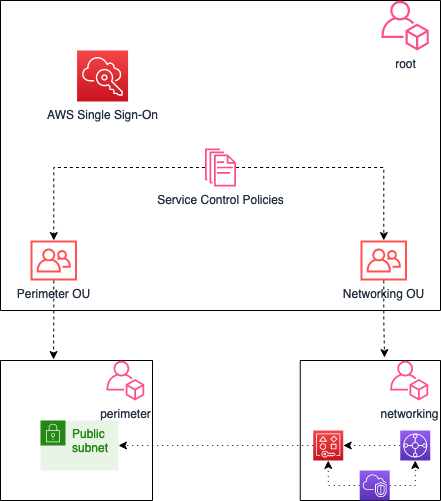 root
AWS Single Sign-On
Service Control Policies
Perimeter OU
Networking OU
perimeter
networking
Public
subnet